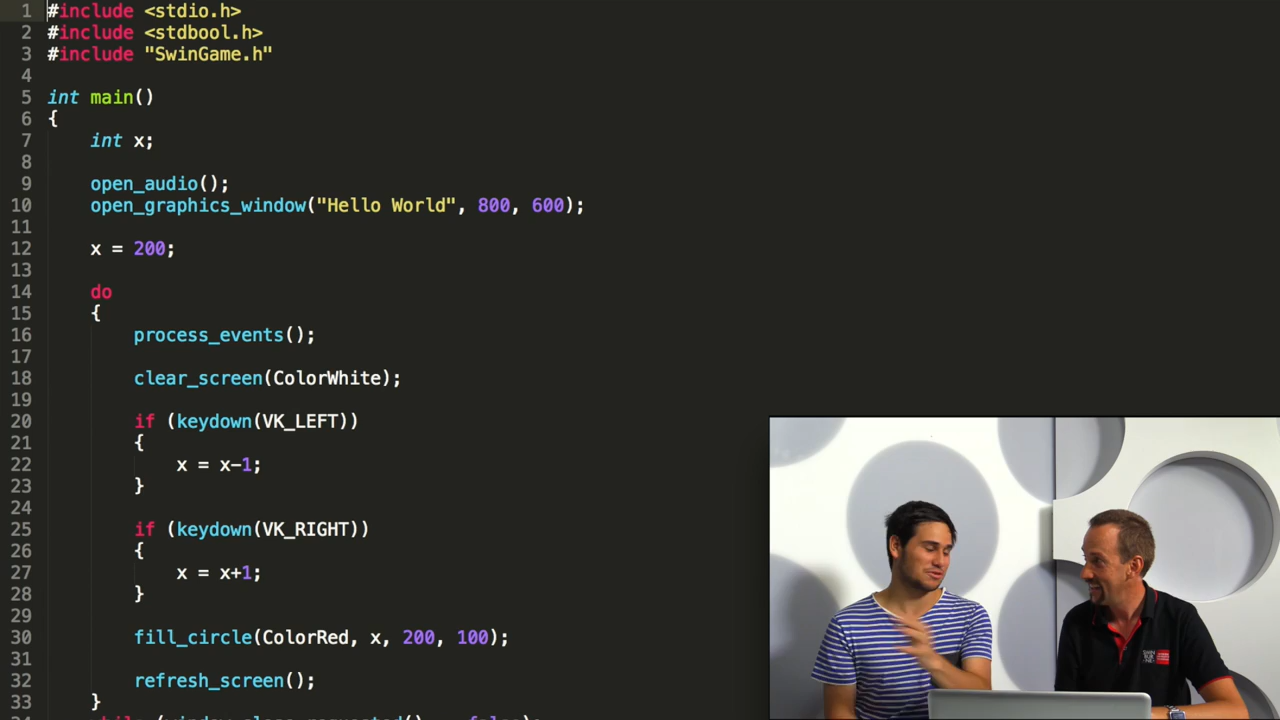 1 #include <stdio.h>
2 #include <stdbool.h>
3 #include "SwinGame.h"
4
5 int main()
6 {
7 int x;
8
9 open_audio();
10 open_graphics_window("Hello World", 800, 600);
11
12 x = 200;
13
14 do
15 {
16 process_events();
17
18 clear_screen(ColorWhite);
19
20 if (keydown(VK_LEFT))
21 {
22 x = x-1;
23 }
24
25 if (keydown(VK_RIGHT))
26 {
27 x = x+1;
28 }
29
30 fill_circle(ColorRed, x, 200, 100);
31
32 refresh_screen();
33 }
SWIN
BUR
NE